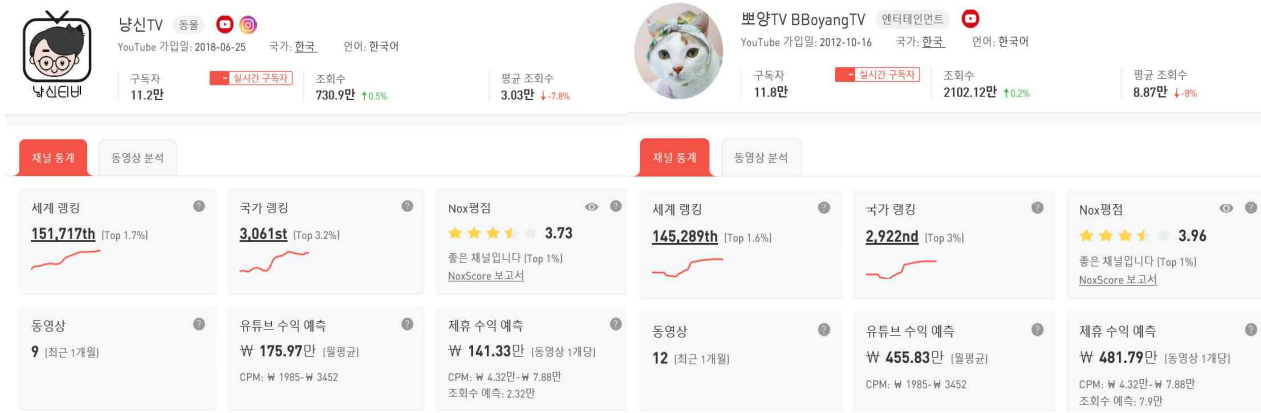 냥신TV 동물
YouTube 가입일: 2018-06-25 국가: 한국 언어: 한국어
냥신티비
구독자 - 실시간 구독자 조회수 평균 조회수
11.2만 730.9만 ↑0.5% 3.03만 ↓-7.8%
채널 통계 동영상 분석
세계 랭킹 ?
151,717th (Top 1.7%)
국가 랭킹 ?
3,061st (Top 3.2%)
Nox평점 ?
3.73
좋은 채널입니다 (Top 1%)
NoxScore 보고서
동영상 ?
9 (최근 1개월)
유튜브 수익 예측 ?
₩ 175.97만 (월평균)
CPM: ₩ 1985-₩ 3452
제휴 수익 예측 ?
₩ 141.33만 (동영상 1개당)
CPM: ₩ 4.32만-₩ 7.88만
조회수 예측: 2.32만
뽀양TV BBoyangTV 엔터테인먼트
YouTube 가입일: 2012-10-16 국가: 한국 언어: 한국어
구독자 - 실시간 구독자 조회수 평균 조회수
11.8만 2102.12만 ↑0.2% 8.87만 ↓-8%
채널 통계 동영상 분석
세계 랭킹 ?
145,289th (Top 1.6%)
국가 랭킹 ?
2,922nd (Top 3%)
Nox평점 ?
3.96
좋은 채널입니다 (Top 1%)
NoxScore 보고서
동영상 ?
12 (최근 1개월)
유튜브 수익 예측 ?
₩ 455.83만 (월평균)
CPM: ₩ 1985-₩ 3452
제휴 수익 예측 ?
₩ 481.79만 (동영상 1개당)
CPM: ₩ 4.32만-₩ 7.88만
조회수 예측: 7.9만